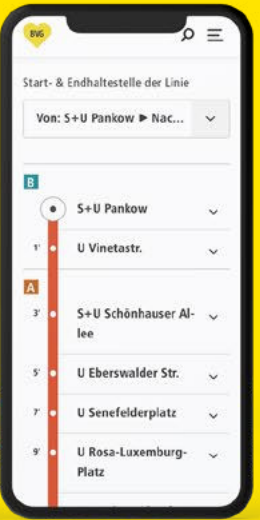 BVG
Start- & Endhaltestelle der Linie
Von: S+U Pankow ▶ Nac...
B
S+U Pankow
1' U Vinetastr.
A
3' S+U Schönhauser Al-
lee
5' U Eberswalder Str.
7' U Senefelderplatz
9' U Rosa-Luxemburg-
Platz